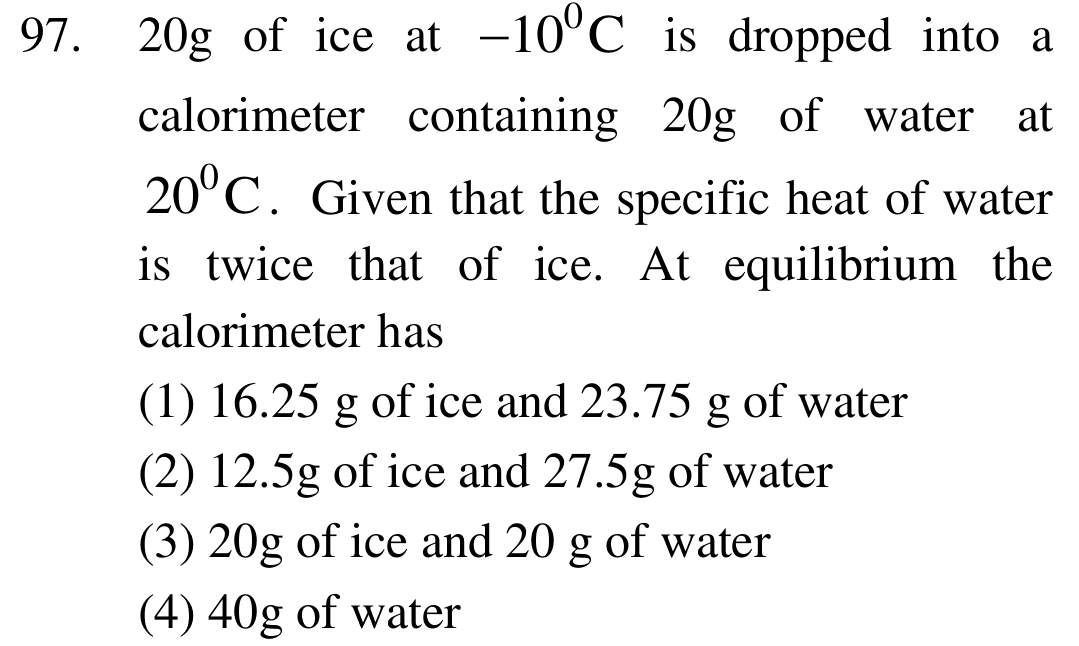 97. 20g of ice at −10⁰C is dropped into a
calorimeter containing 20g of water at
20⁰C. Given that the specific heat of water
is twice that of ice. At equilibrium the
calorimeter has
(1) 16.25 g of ice and 23.75 g of water
(2) 12.5g of ice and 27.5g of water
(3) 20g of ice and 20 g of water
(4) 40g of water